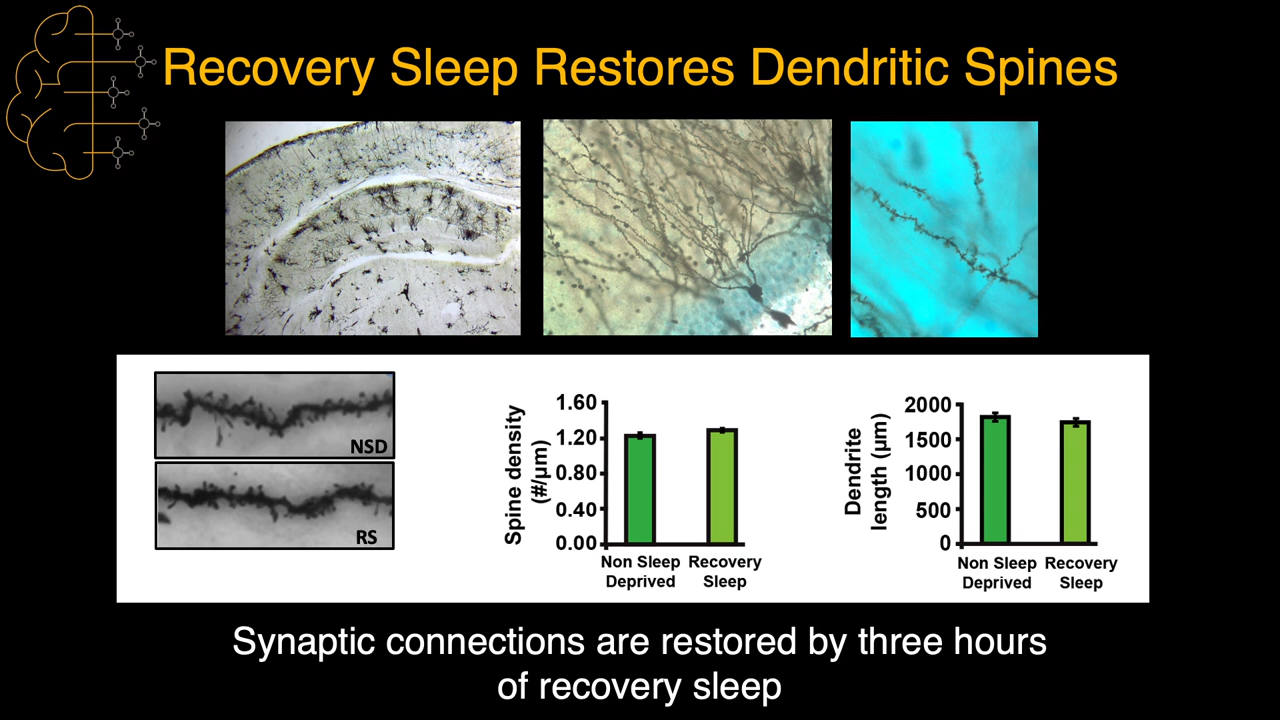 Recovery Sleep Restores Dendritic Spines
NSD
RS
Spine density
(#/µm)
1.60
1.20
0.80
0.40
0.00
Non Sleep
Deprived
Recovery
Sleep
Dendrite
length (µm)
2000
1500
1000
500
0
Non Sleep
Deprived
Recovery
Sleep
Synaptic connections are restored by three hours
of recovery sleep